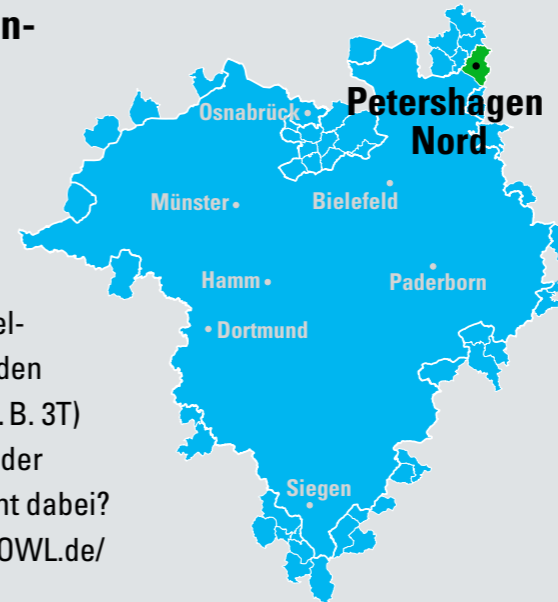 n-
Osnabrück
Petershagen
Nord
Münster
Bielefeld
Hamm
Paderborn
Dortmund
Siegen
el-
den
. B. 3T)
der
nt dabei?
OWL.de/